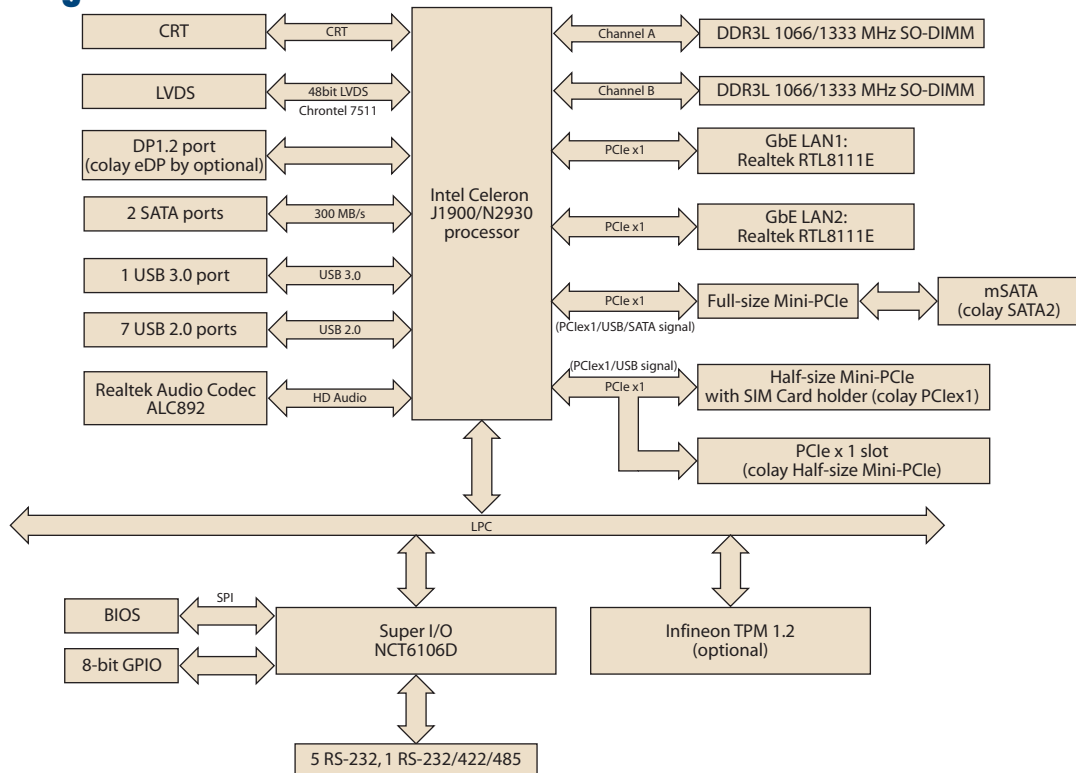 CRT
CRT
LVDS
48bit LVDS
Chrontel 7511
DP1.2 port
(colay eDP by optional)
2 SATA ports
300 MB/s
1 USB 3.0 port
USB 3.0
7 USB 2.0 ports
USB 2.0
Realtek Audio Codec
ALC892
HD Audio
Intel Celeron
J1900/N2930
processor
Channel A
DDR3L 1066/1333 MHz SO-DIMM
Channel B
DDR3L 1066/1333 MHz SO-DIMM
PCIe x1
GbE LAN1:
Realtek RTL8111E
PCIe x1
GbE LAN2:
Realtek RTL8111E
PCIe x1
(PCIex1/USB/SATA signal)
Full-size Mini-PCIe
mSATA
(colay SATA2)
(PCIex1/USB signal)
PCIe x1
Half-size Mini-PCIe
with SIM Card holder (colay PCIex1)
PCIe x 1 slot
(colay Half-size Mini-PCIe)
LPC
BIOS
SPI
8-bit GPIO
Super I/O
NCT6106D
Infineon TPM 1.2
(optional)
5 RS-232, 1 RS-232/422/485